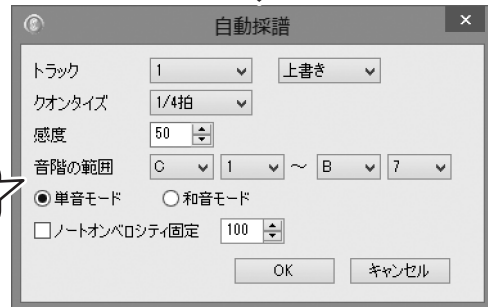 自動採譜
トラック 1 上書き
クオンタイズ 1/4拍
感度 50
音階の範囲 C 1 ～ B 7
単音モード 和音モード
ノートオンベロシティ固定 100
OK キャンセル